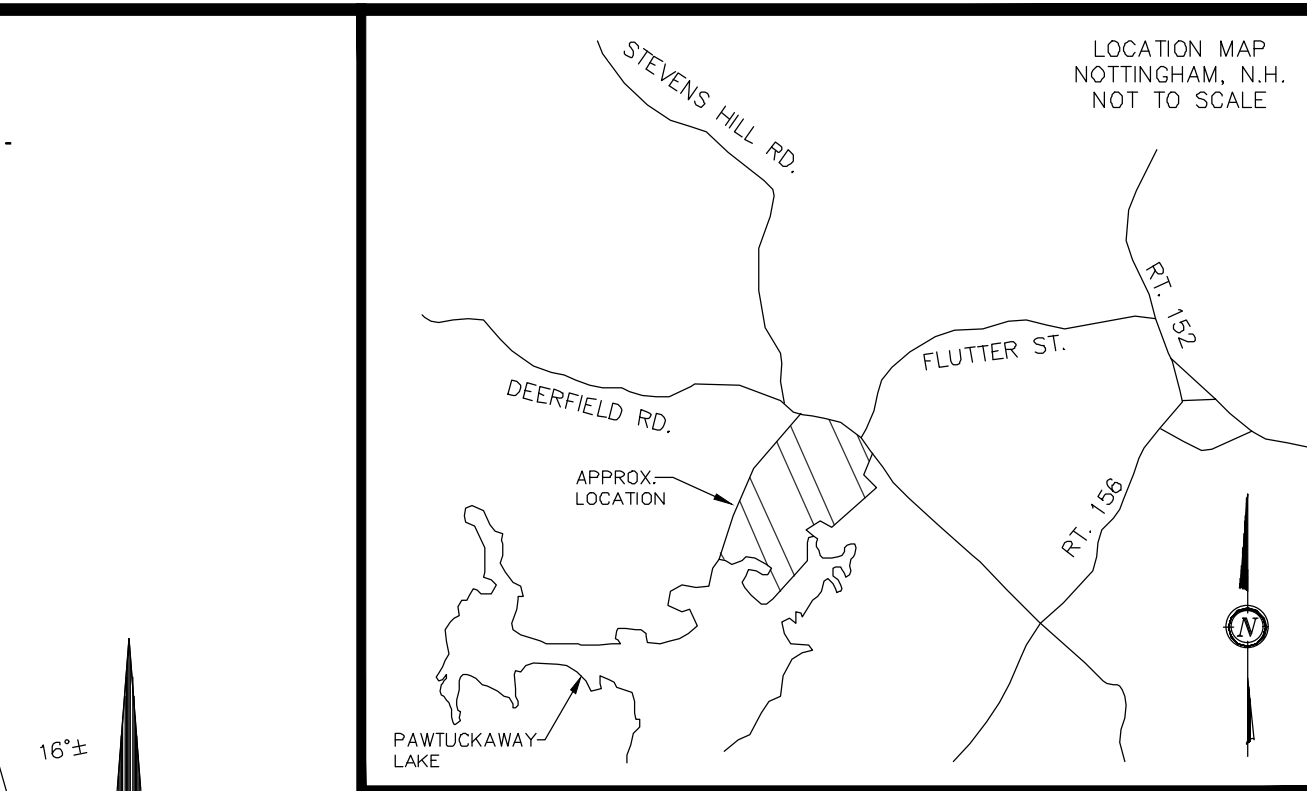 LOCATION MAP
NOTTINGHAM, N.H.
NOT TO SCALE
STEVENS HILL RD.
RT. 152
FLUTTER ST.
DEERFIELD RD.
APPROX.
LOCATION
RT. 156
N
PAWTUCKAWAY
LAKE
16°±